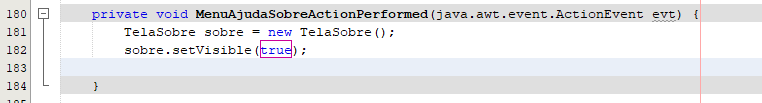 180 private void MenuAjudaSobreActionPerformed(java.awt.event.ActionEvent evt) {
181 TelaSobre sobre = new TelaSobre();
182 sobre.setVisible(true);
183
184 }